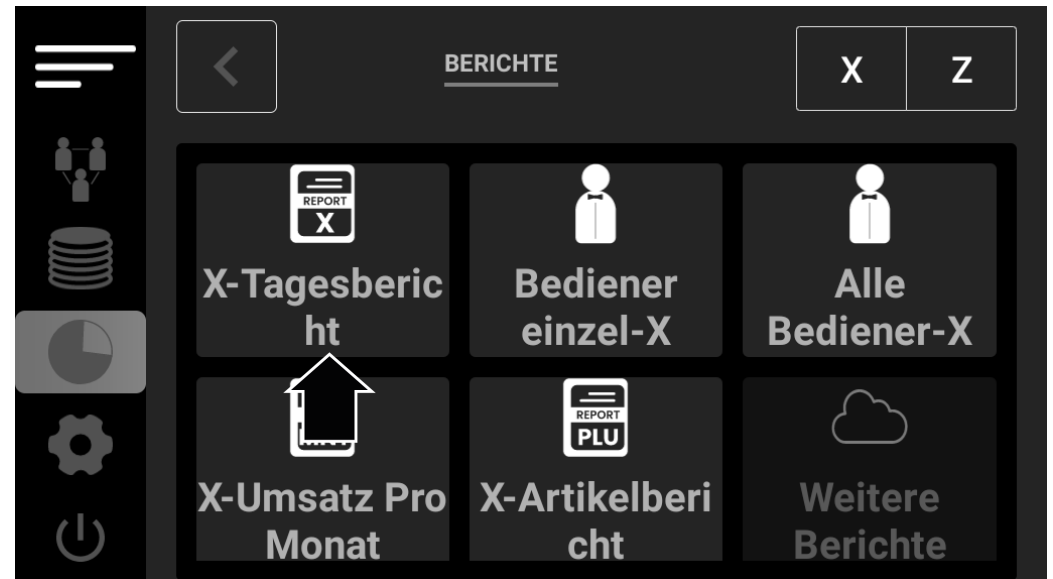 BERICHTE
X Z
REPORT
X
X-Tagesberic
ht
Bediener
einzel-X
Alle
Bediener-X
X-Umsatz Pro
Monat
REPORT
PLU
X-Artikelberi
cht
Weitere
Berichte